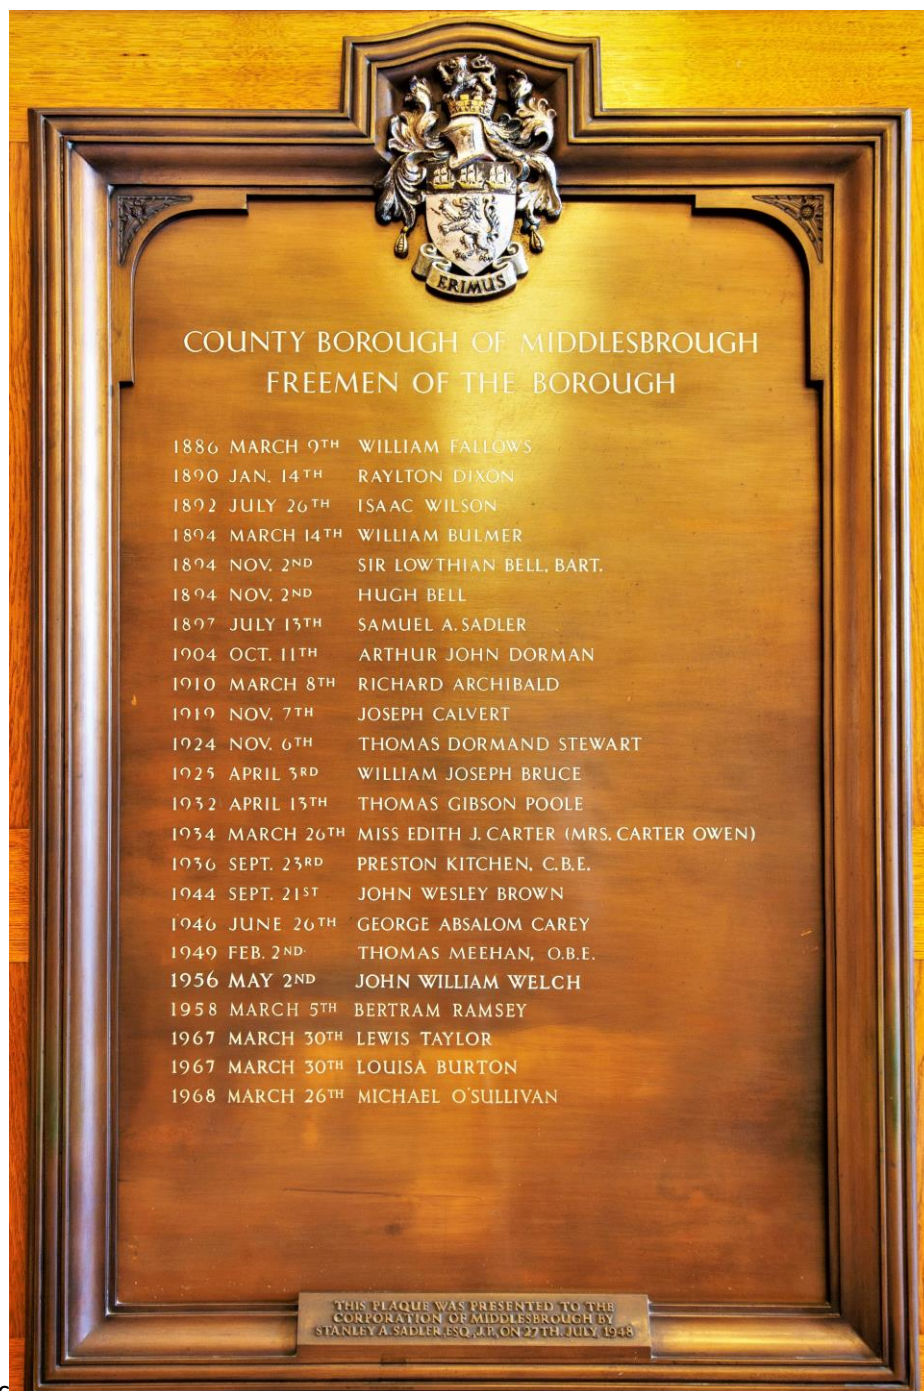 ERIMUS
COUNTY BOROUGH OF MIDDLESBROUGH
FREEMEN OF THE BOROUGH
1886 MARCH 9TH WILLIAM FALLOWS
1890 JAN. 14TH RAYLTON DIXON
1892 JULY 26TH ISAAC WILSON
1894 MARCH 14TH WILLIAM BULMER
1894 NOV. 2ND SIR LOWTHIAN BELL, BART.
1894 NOV. 2ND HUGH BELL
1897 JULY 13TH SAMUEL A. SADLER
1904 OCT. 11TH ARTHUR JOHN DORMAN
1910 MARCH 8TH RICHARD ARCHIBALD
1919 NOV. 7TH JOSEPH CALVERT
1924 NOV. 6TH THOMAS DORMAND STEWART
1925 APRIL 3RD WILLIAM JOSEPH BRUCE
1932 APRIL 13TH THOMAS GIBSON POOLE
1934 MARCH 26TH MISS EDITH J. CARTER (MRS. CARTER OWEN)
1936 SEPT. 23RD PRESTON KITCHEN, C.B.E.
1944 SEPT. 21ST JOHN WESLEY BROWN
1946 JUNE 26TH GEORGE ABSALOM CAREY
1949 FEB. 2ND. THOMAS MEEHAN, O.B.E.
1956 MAY 2ND JOHN WILLIAM WELCH
1958 MARCH 5TH BERTRAM RAMSEY
1967 MARCH 30TH LEWIS TAYLOR
1967 MARCH 30TH LOUISA BURTON
1968 MARCH 26TH MICHAEL O'SULLIVAN
THIS PLAQUE WAS PRESENTED TO THE
CORPORATION OF MIDDLESBROUGH BY
STANLEY A. SADLER, ESQ., J.P., ON 27TH. JULY, 1948